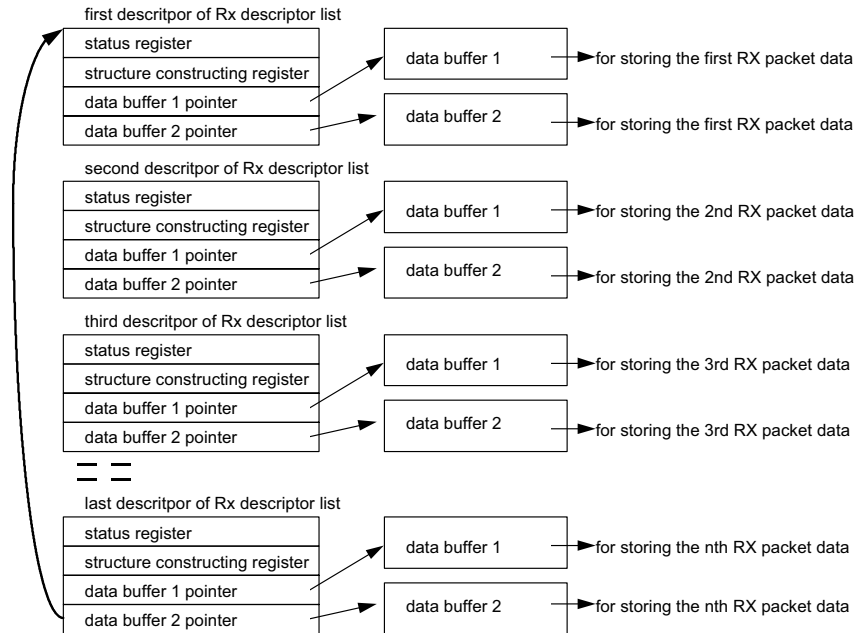 first descritpor of Rx descriptor list
status register
structure constructing register
data buffer 1 pointer
data buffer 2 pointer
data buffer 1
for storing the first RX packet data
data buffer 2
for storing the first RX packet data
second descritpor of Rx descriptor list
status register
structure constructing register
data buffer 1 pointer
data buffer 2 pointer
data buffer 1
for storing the 2nd RX packet data
data buffer 2
for storing the 2nd RX packet data
third descritpor of Rx descriptor list
status register
structure constructing register
data buffer 1 pointer
data buffer 2 pointer
data buffer 1
for storing the 3rd RX packet data
data buffer 2
for storing the 3rd RX packet data
last descritpor of Rx descriptor list
status register
structure constructing register
data buffer 1 pointer
data buffer 2 pointer
data buffer 1
for storing the nth RX packet data
data buffer 2
for storing the nth RX packet data